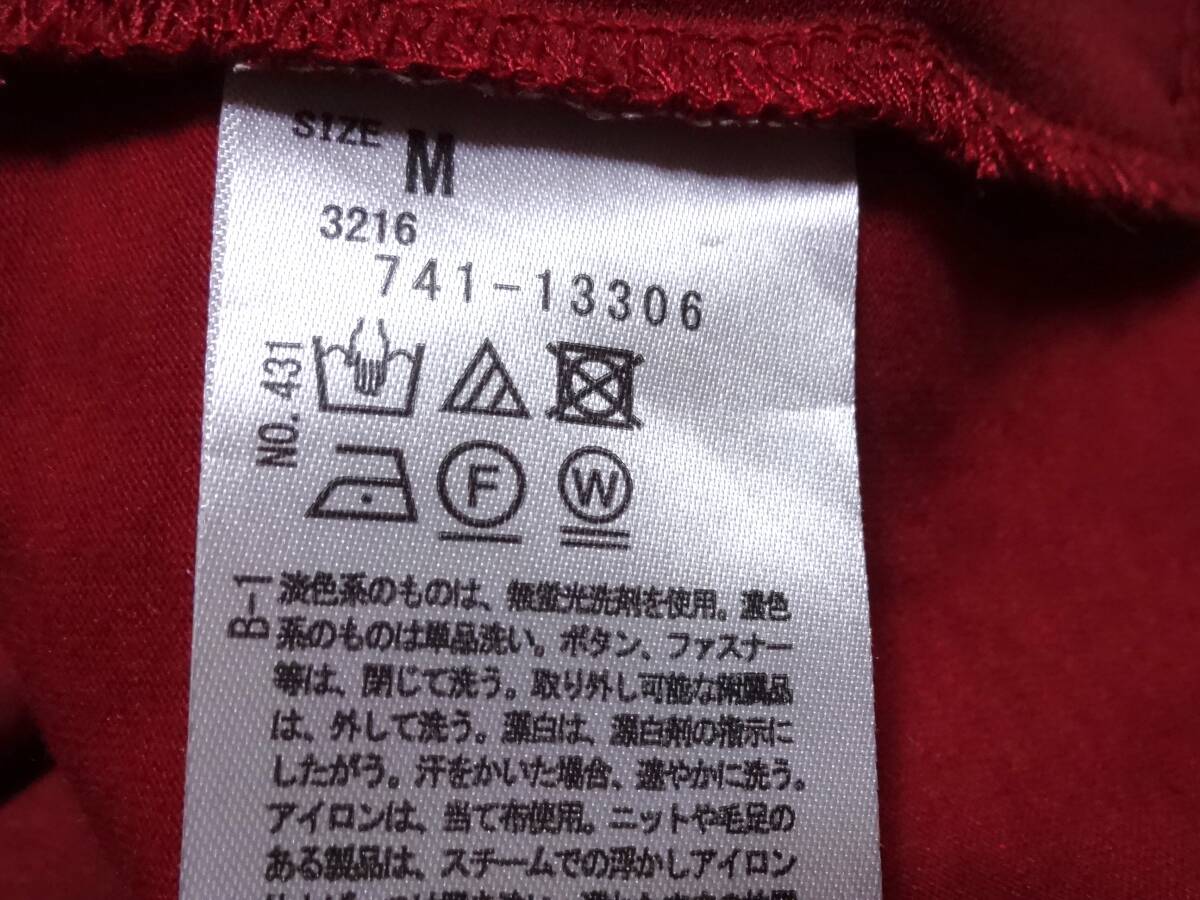 SIZE M
3216
741-13306
NO. 431
F W
B-1
淡色系のものは、無蛍光洗剤を使用。濃色
系のものは単品洗い。ボタン、ファスナー
等は、閉じて洗う。取り外し可能な附属品
は、外して洗う。漂白は、漂白剤の指示に
したがう。汗をかいた場合、速やかに洗う。
アイロンは、当て布使用。ニットや毛足の
ある製品は、スチームでの浮かしアイロン